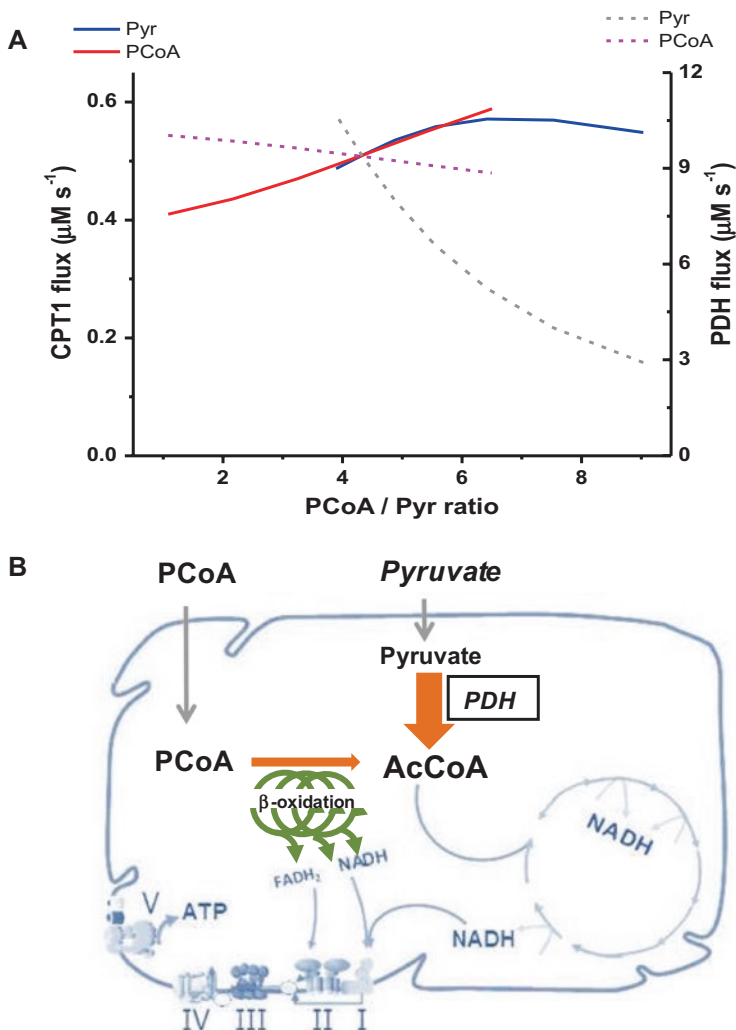 A
Pyr
PCoA
Pyr
PCoA
CPT1 flux (μM s⁻¹)
0.6
0.4
0.2
0.0
12
9
6
3
0
PDH flux (μM s⁻¹)
2 4 6 8
PCoA / Pyr ratio
B
PCoA Pyruvate
Pyruvate
PDH
PCoA AcCoA
β-oxidation
FADH₂ NADH
NADH
NADH
V ATP
IV III II I